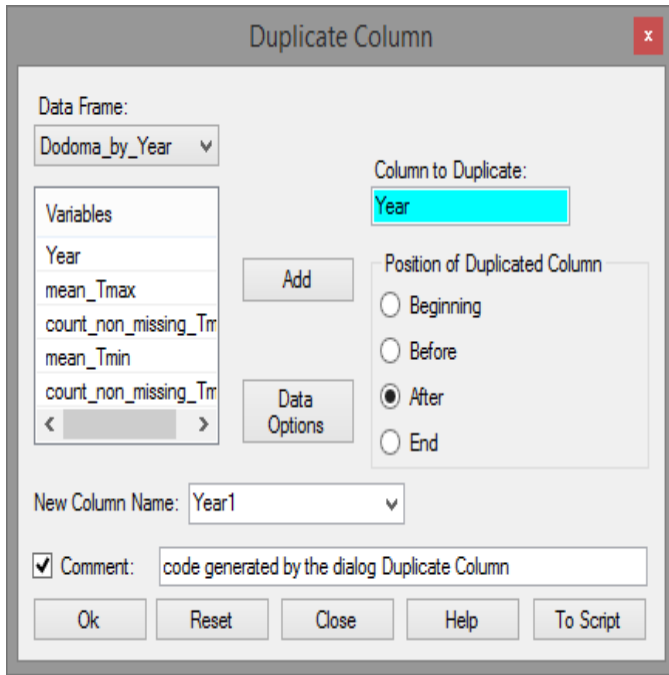 Duplicate Column
x
Data Frame:
Dodoma_by_Year
Column to Duplicate:
Year
Variables
Year
mean_Tmax
count_non_missing_Tm
mean_Tmin
count_non_missing_Tm
Add
Data
Options
Position of Duplicated Column
Beginning
Before
After
End
New Column Name: Year1
Comment: code generated by the dialog Duplicate Column
Ok Reset Close Help To Script